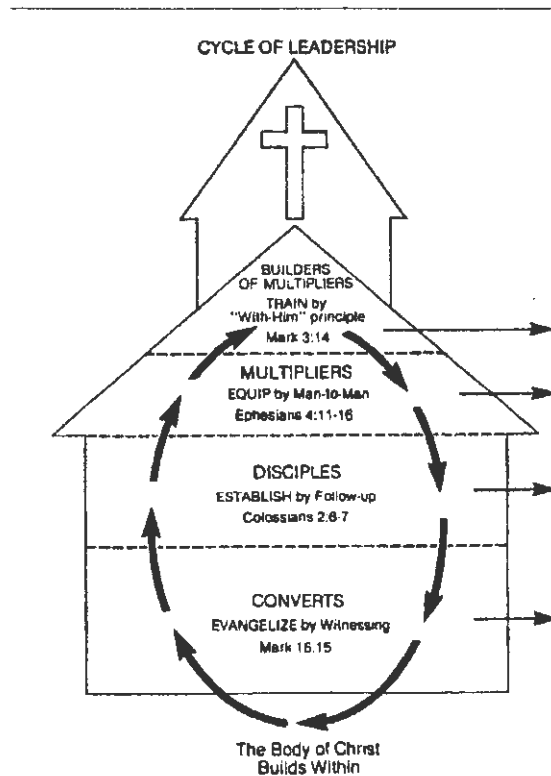 CYCLE OF LEADERSHIP
BUILDERS
OF MULTIPLIERS
TRAIN by
"With-Him" principle
Mark 3:14
MULTIPLIERS
EQUIP by Man-to-Man
Ephesians 4:11-16
DISCIPLES
ESTABLISH by Follow-up
Colossians 2:6-7
CONVERTS
EVANGELIZE by Witnessing
Mark 16.15
The Body of Christ
Builds Within